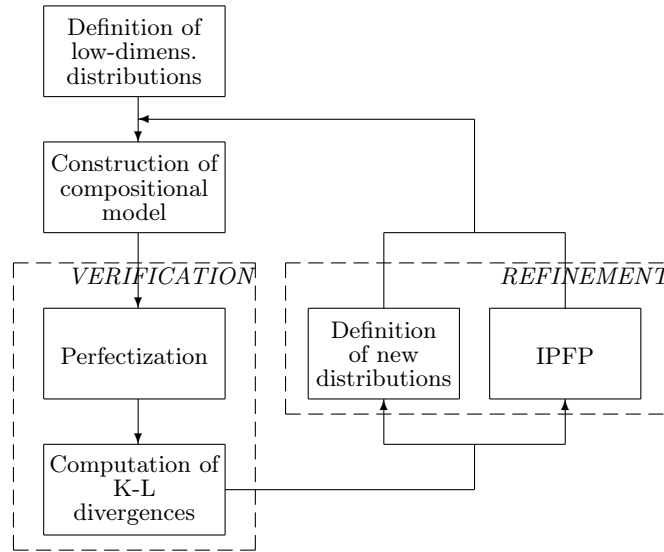 Definition of
low-dimens.
distributions
Construction of
compositional
model
VERIFICATION
Perfectization
Computation of
K-L
divergences
REFINEMENT
Definition
of new
distributions
IPFP